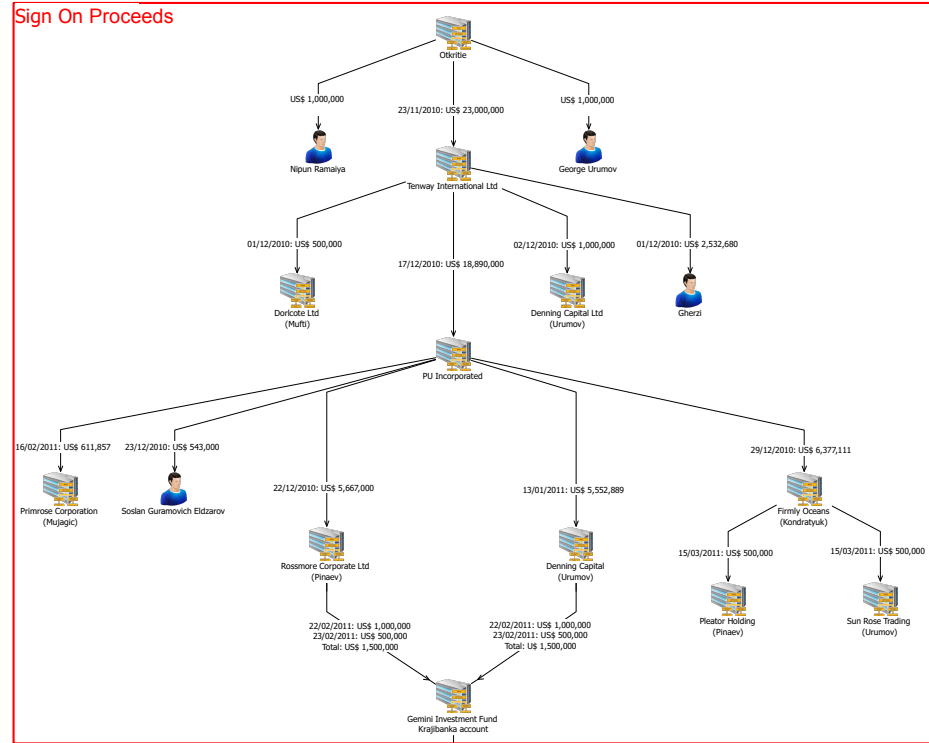 Sign On Proceeds
Otkritie
US$ 1,000,000
23/11/2010: US$ 23,000,000
US$ 1,000,000
Nipun Ramaiya
George Urumov
Tenway International Ltd
01/12/2010: US$ 500,000
17/12/2010: US$ 18,890,000
02/12/2010: US$ 1,000,000
01/12/2010: US$ 2,532,680
Dorlcote Ltd
(Mufti)
Denning Capital Ltd
(Urumov)
Gherzi
PU Incorporated
16/02/2011: US$ 611,857
23/12/2010: US$ 543,000
22/12/2010: US$ 5,667,000
13/01/2011: US$ 5,552,889
29/12/2010: US$ 6,377,111
Primrose Corporation
(Mujagic)
Soslan Guramovich Eldzarov
Firmly Oceans
(Kondratyuk)
Rossmore Corporate Ltd
(Pinaev)
Denning Capital
(Urumov)
15/03/2011: US$ 500,000
15/03/2011: US$ 500,000
Pleator Holding
(Pinaev)
Sun Rose Trading
(Urumov)
22/02/2011: US$ 1,000,000
23/02/2011: US$ 500,000
Total: US$ 1,500,000
22/02/2011: US$ 1,000,000
23/02/2011: US$ 500,000
Total: U$ 1,500,000
Gemini Investment Fund
Krajibanka account